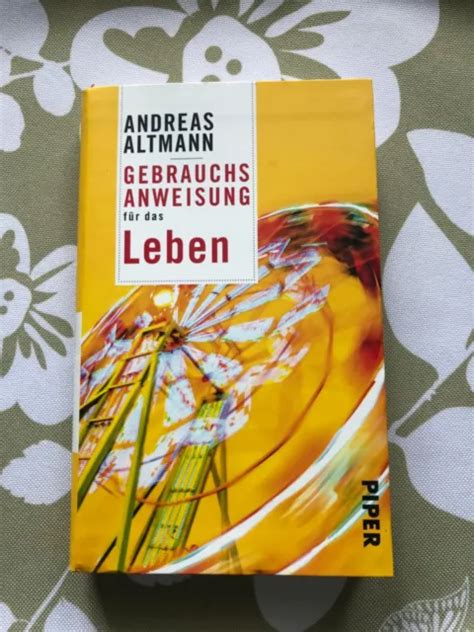 ANDREAS
ALTMANN
GEBRAUCHS
ANWEISUNG
für das
Leben
PIPER